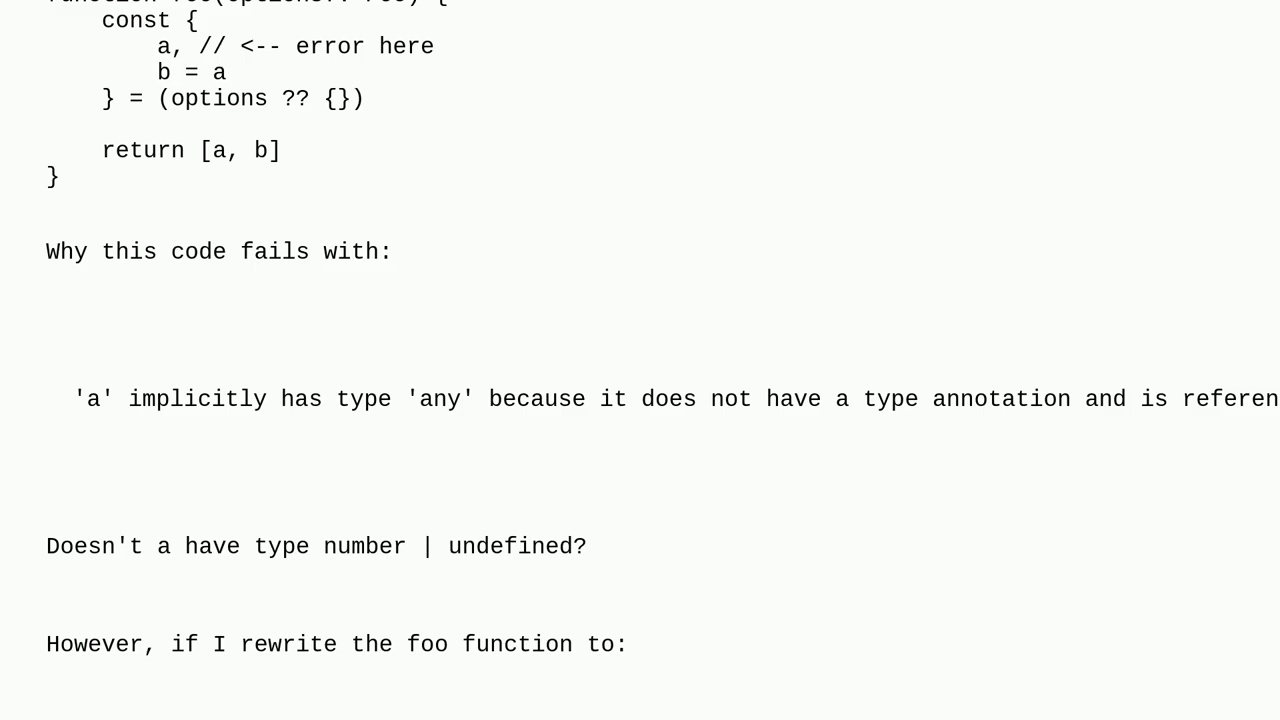 const {
a, // <-- error here
b = a
} = (options ?? {})
return [a, b]
}
Why this code fails with:
'a' implicitly has type 'any' because it does not have a type annotation and is referen
Doesn't a have type number | undefined?
However, if I rewrite the foo function to: